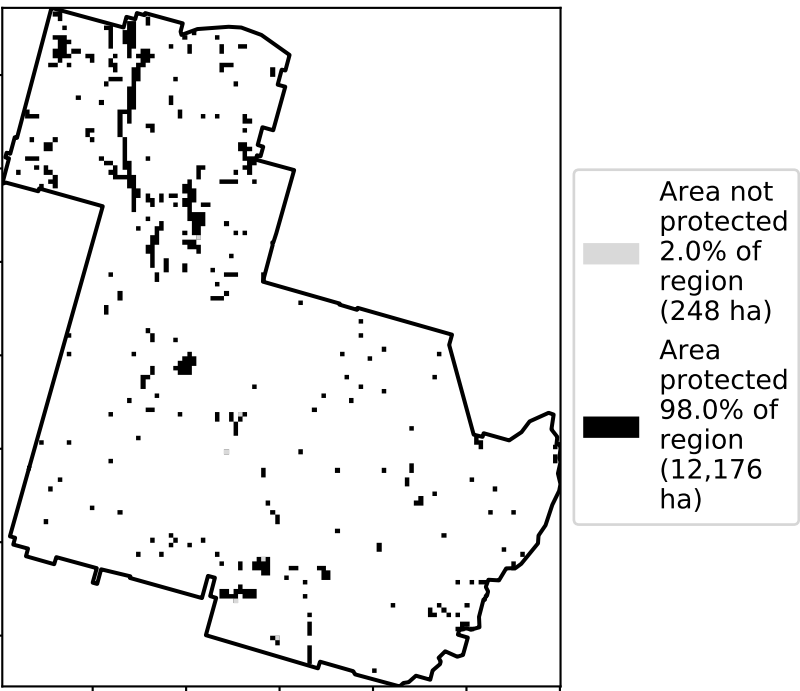 Area not
protected
2.0% of
region
(248 ha)
Area
protected
98.0% of
region
(12,176
ha)